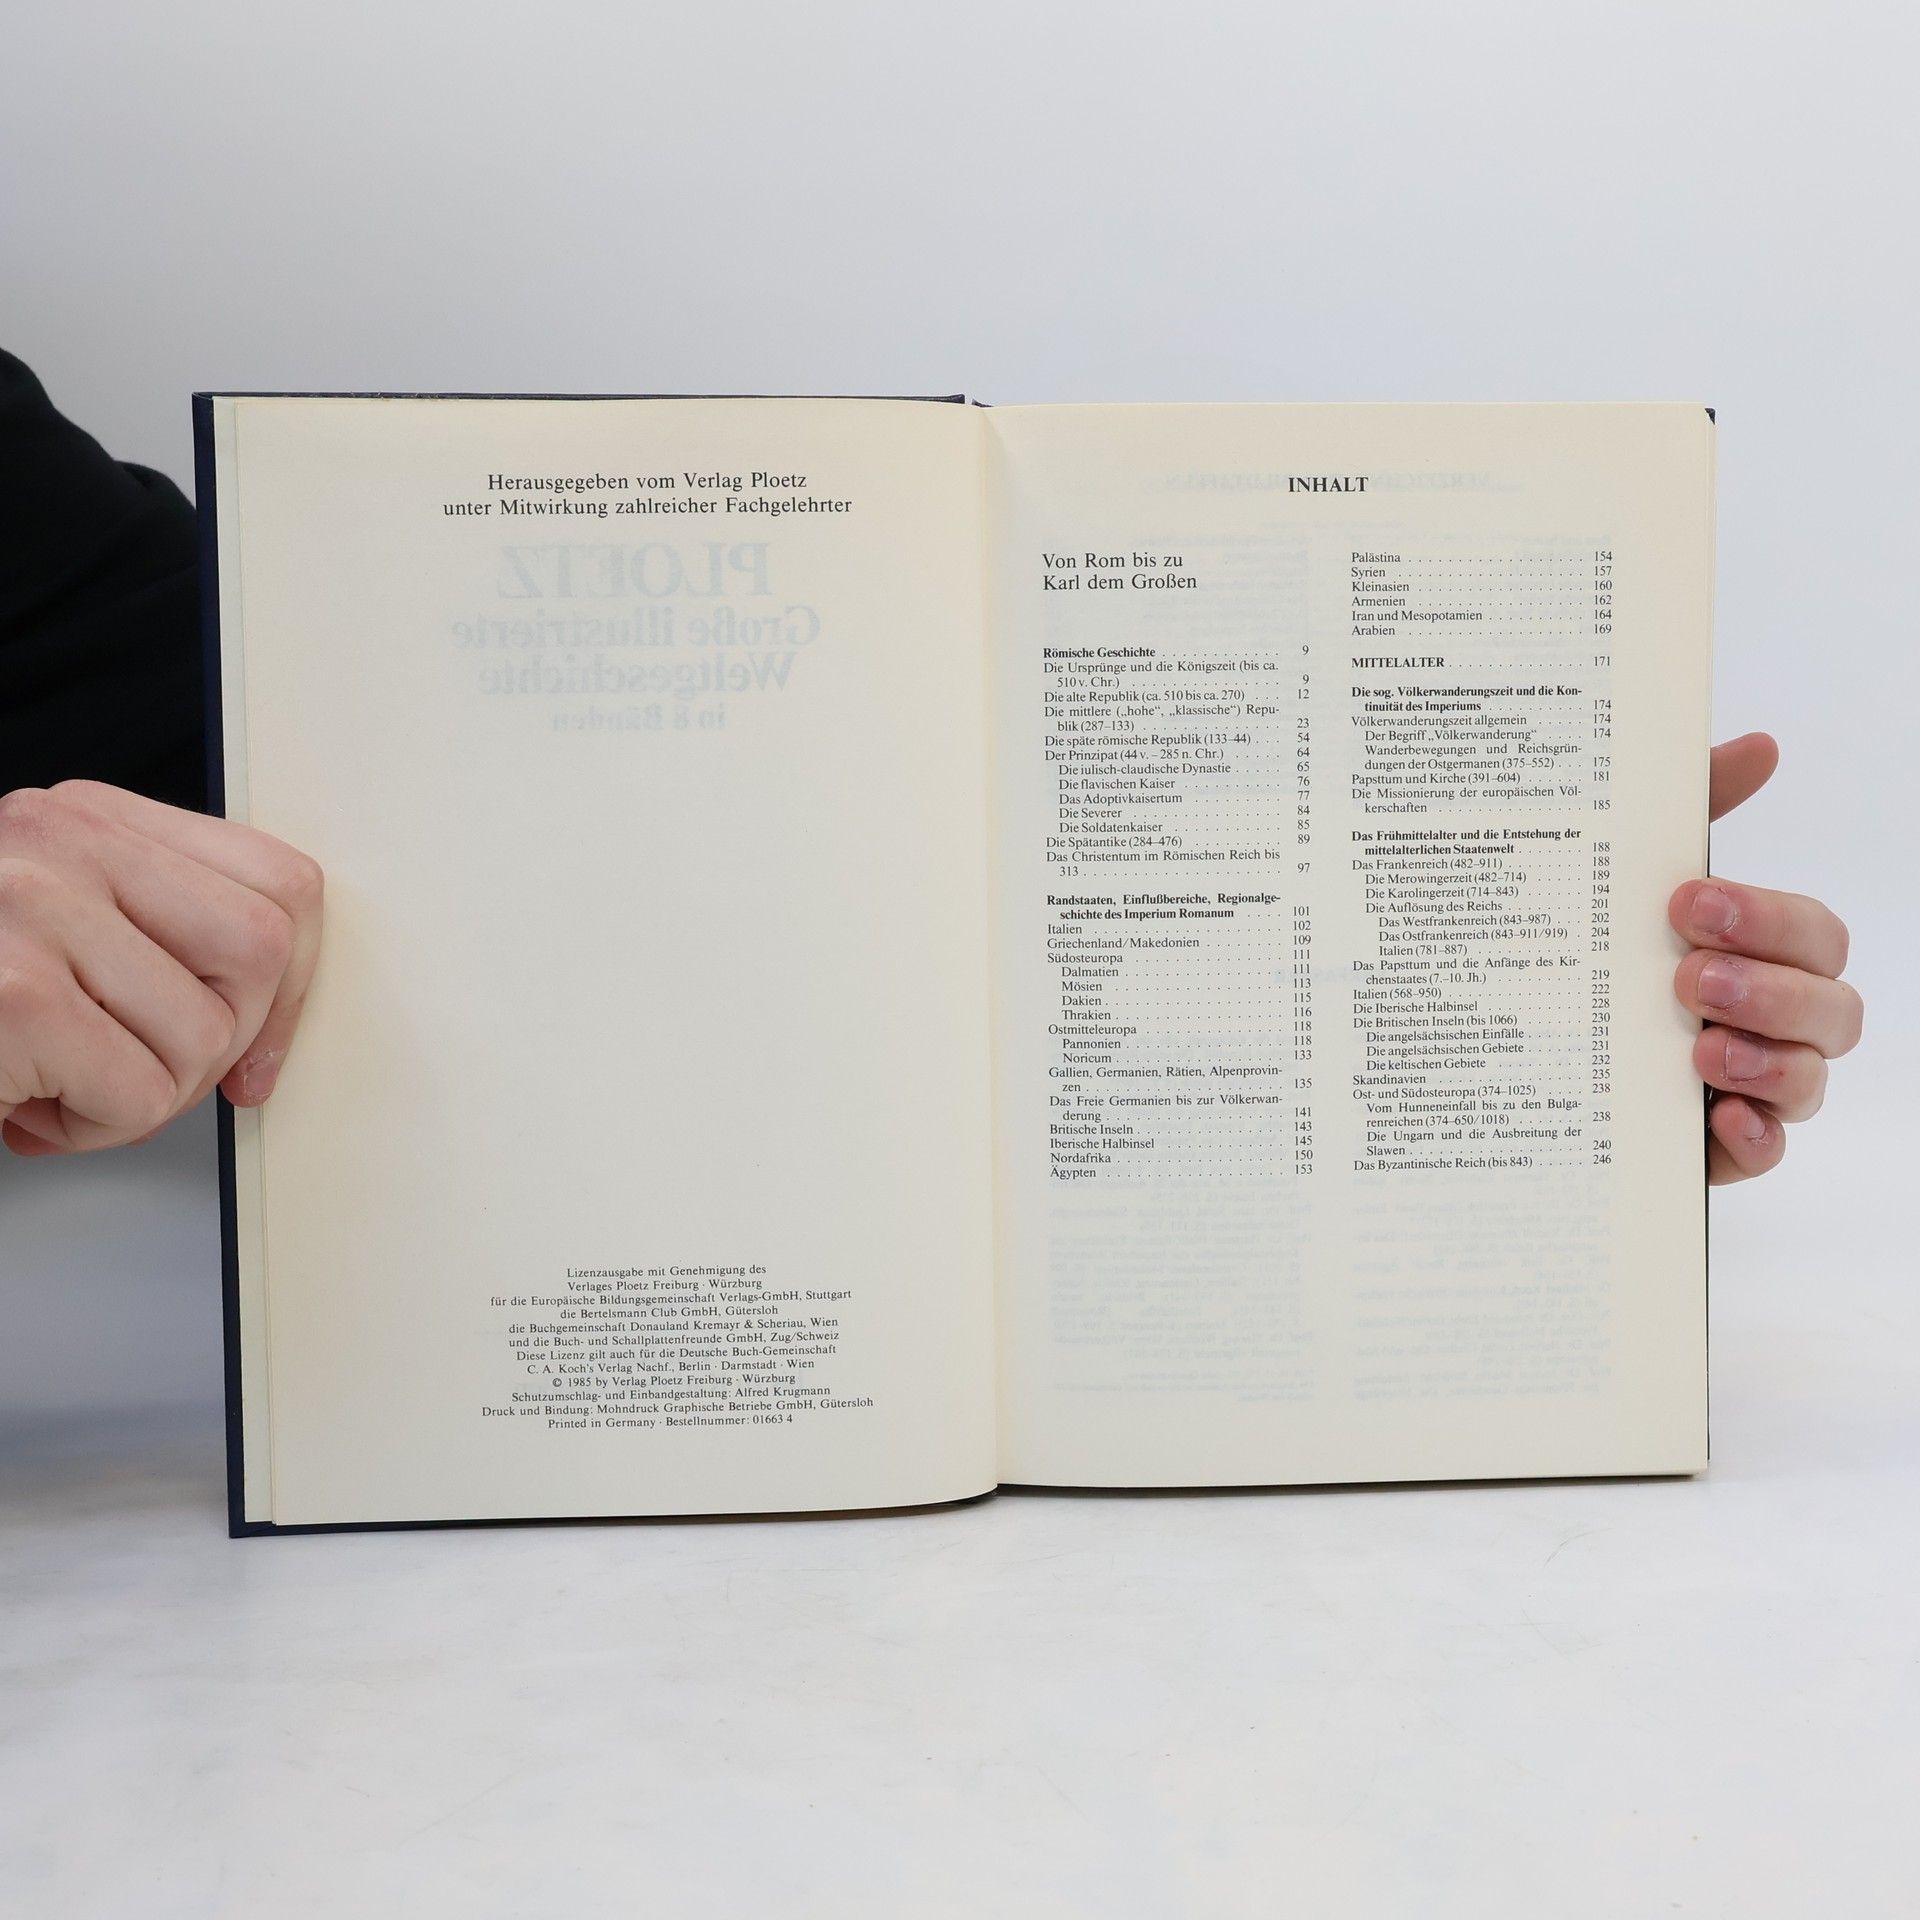 Herausgegeben vom Verlag Ploetz
unter Mitwirkung zahlreicher Fachgelehrter
PLOETZ
Große illustrierte
Weltgeschichte
in 8 Bänden
Lizenzausgabe mit Genehmigung des
Verlages Ploetz Freiburg · Würzburg
für die Europäische Bildungsgemeinschaft Verlags-GmbH, Stuttgart
die Bertelsmann Club GmbH, Gütersloh
die Buchgemeinschaft Donauland Kremayr & Scheriau, Wien
und die Buch- und Schallplattenfreunde GmbH, Zug/Schweiz
Diese Lizenz gilt auch für die Deutsche Buch-Gemeinschaft
C. A. Koch's Verlag Nachf., Berlin · Darmstadt · Wien
© 1985 by Verlag Ploetz Freiburg · Würzburg
Schutzumschlag- und Einbandgestaltung: Alfred Krugmann
Druck und Bindung: Mohndruck Graphische Betriebe GmbH, Gütersloh
Printed in Germany · Bestellnummer: 01663 4
INHALT
Von Rom bis zu
Karl dem Großen
Römische Geschichte . . . . . . . . . . . . 9
Die Ursprünge und die Königszeit (bis ca.
510 v. Chr.) . . . . . . . . . . . . . . . 9
Die alte Republik (ca. 510 bis ca. 270) . . . 12
Die mittlere („hohe“, „klassische“) Repu-
blik (287–133) . . . . . . . . . . . . . . 23
Die späte römische Republik (133–44) . . . 54
Der Prinzipat (44 v. – 285 n. Chr.) . . . . . 64
Die iulisch-claudische Dynastie . . . . . 65
Die flavischen Kaiser . . . . . . . . . . 76
Das Adoptivkaisertum . . . . . . . . . 77
Die Severer . . . . . . . . . . . . . . 84
Die Soldatenkaiser . . . . . . . . . . . 85
Die Spätantike (284–476) . . . . . . . . . 89
Das Christentum im Römischen Reich bis
313 . . . . . . . . . . . . . . . . . . . . 97
Randstaaten, Einflußbereiche, Regionalge-
schichte des Imperium Romanum . . . . 101
Italien . . . . . . . . . . . . . . . . . . 102
Griechenland/Makedonien . . . . . . . . 109
Südosteuropa . . . . . . . . . . . . . . 111
Dalmatien . . . . . . . . . . . . . . . 111
Mösien . . . . . . . . . . . . . . . . 113
Dakien . . . . . . . . . . . . . . . . . 115
Thrakien . . . . . . . . . . . . . . . . 116
Ostmitteleuropa . . . . . . . . . . . . . 118
Pannonien . . . . . . . . . . . . . . . 118
Noricum . . . . . . . . . . . . . . . . 133
Gallien, Germanien, Rätien, Alpenprovin-
zen . . . . . . . . . . . . . . . . . . . 135
Das Freie Germanien bis zur Völkerwan-
derung . . . . . . . . . . . . . . . . . 141
Britische Inseln . . . . . . . . . . . . . . 143
Iberische Halbinsel . . . . . . . . . . . . 145
Nordafrika . . . . . . . . . . . . . . . . 150
Ägypten . . . . . . . . . . . . . . . . . 153
Palästina . . . . . . . . . . . . . . . . . 154
Syrien . . . . . . . . . . . . . . . . . . 157
Kleinasien . . . . . . . . . . . . . . . . 160
Armenien . . . . . . . . . . . . . . . . 162
Iran und Mesopotamien . . . . . . . . . . 164
Arabien . . . . . . . . . . . . . . . . . 169
MITTELALTER . . . . . . . . . . . . . 171
Die sog. Völkerwanderungszeit und die Kon-
tinuität des Imperiums . . . . . . . . . . 174
Völkerwanderungszeit allgemein . . . . . 174
Der Begriff „Völkerwanderung“ . . . . 174
Wanderbewegungen und Reichsgrün-
dungen der Ostgermanen (375–552) . . . 175
Papsttum und Kirche (391–604) . . . . . . 181
Die Missionierung der europäischen Völ-
kerschaften . . . . . . . . . . . . . . 185
Das Frühmittelalter und die Entstehung der
mittelalterlichen Staatenwelt . . . . . . . 188
Das Frankenreich (482–911) . . . . . . . . 188
Die Merowingerzeit (482–714) . . . . . 189
Die Karolingerzeit (714–843) . . . . . . 194
Die Auflösung des Reichs . . . . . . . . 201
Das Westfrankenreich (843–987) . . . 202
Das Ostfrankenreich (843–911/919) . 204
Italien (781–887) . . . . . . . . . . 218
Das Papsttum und die Anfänge des Kir-
chenstaates (7.–10. Jh.) . . . . . . . . 219
Italien (568–950) . . . . . . . . . . . . . 222
Die Iberische Halbinsel . . . . . . . . . . 228
Die Britischen Inseln (bis 1066) . . . . . . 230
Die angelsächsischen Einfälle . . . . . . 231
Die angelsächsischen Gebiete . . . . . . 231
Die keltischen Gebiete . . . . . . . . 232
Skandinavien . . . . . . . . . . . . . . 235
Ost- und Südosteuropa (374–1025) . . . . 238
Vom Hunneneinfall bis zu den Bulga-
renreichen (374–650/1018) . . . . . . . 238
Die Ungarn und die Ausbreitung der
Slawen . . . . . . . . . . . . . . . . . 240
Das Byzantinische Reich (bis 843) . . . . . 246